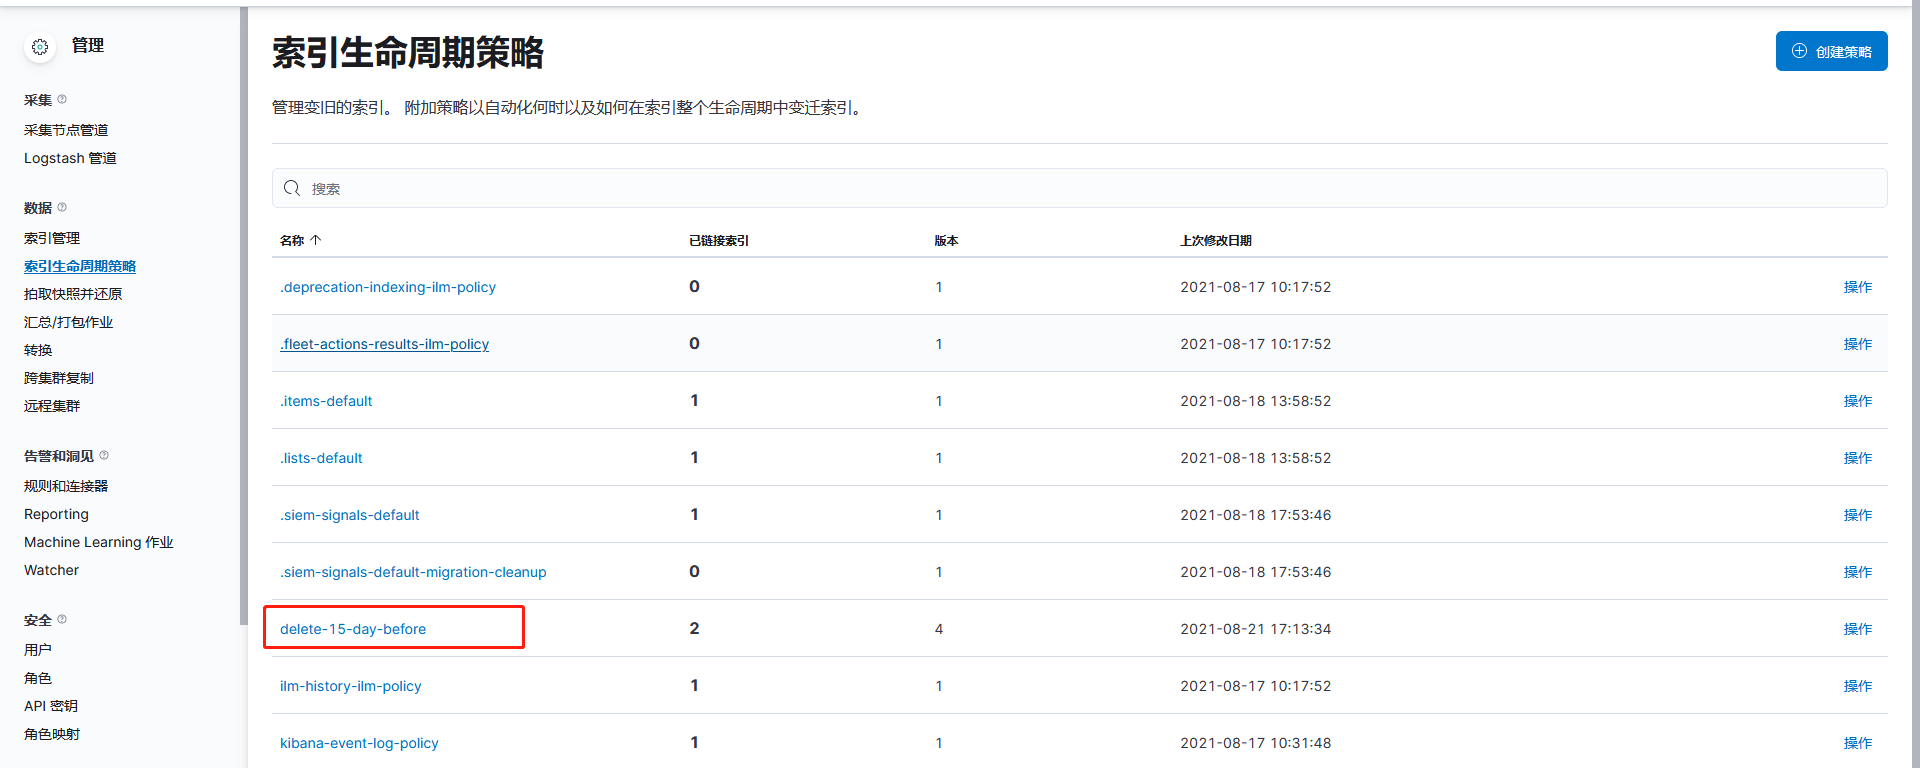 管理
采集
采集节点管道
Logstash 管道
数据
索引管理
索引生命周期策略
拍取快照并还原
汇总/打包作业
转换
跨集群复制
远程集群
告警和洞见
规则和连接器
Reporting
Machine Learning 作业
Watcher
安全
用户
角色
API 密钥
角色映射
索引生命周期策略
创建策略
管理变旧的索引。 附加策略以自动化何时以及如何在索引整个生命周期中变迁索引。
搜索
名称 已链接索引 版本 上次修改日期
.deprecation-indexing-ilm-policy 0 1 2021-08-17 10:17:52 操作
.fleet-actions-results-ilm-policy 0 1 2021-08-17 10:17:52 操作
.items-default 1 1 2021-08-18 13:58:52 操作
.lists-default 1 1 2021-08-18 13:58:52 操作
.siem-signals-default 1 1 2021-08-18 17:53:46 操作
.siem-signals-default-migration-cleanup 0 1 2021-08-18 17:53:46 操作
delete-15-day-before 2 4 2021-08-21 17:13:34 操作
ilm-history-ilm-policy 1 1 2021-08-17 10:17:52 操作
kibana-event-log-policy 1 1 2021-08-17 10:31:48 操作